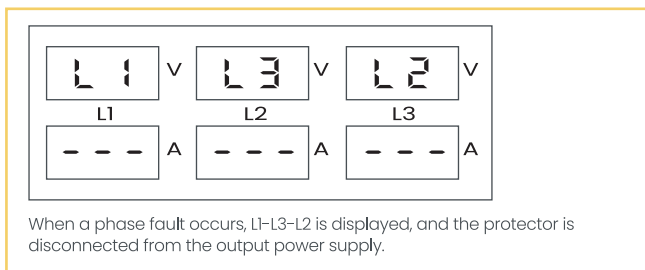 L1 V L3 V L2 V
L1 L2 L3
--- A --- A --- A
When a phase fault occurs, L1-L3-L2 is displayed, and the protector is
disconnected from the output power supply.